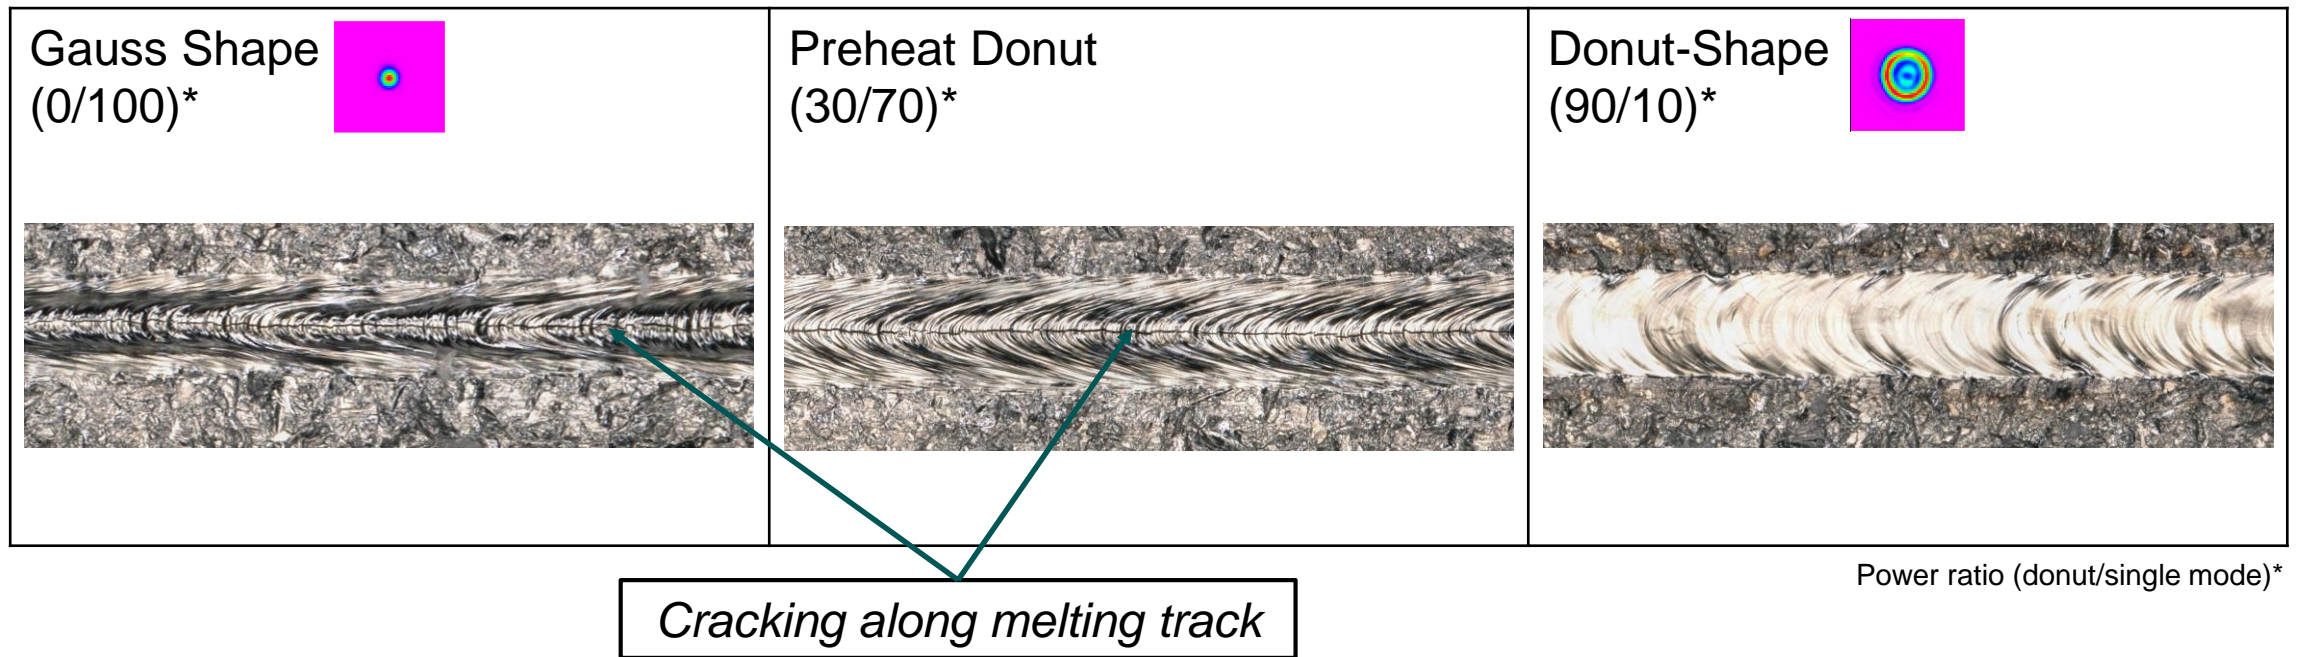 Gauss Shape
(0/100)*
Preheat Donut
(30/70)*
Donut-Shape
(90/10)*
Power ratio (donut/single mode)*
Cracking along melting track